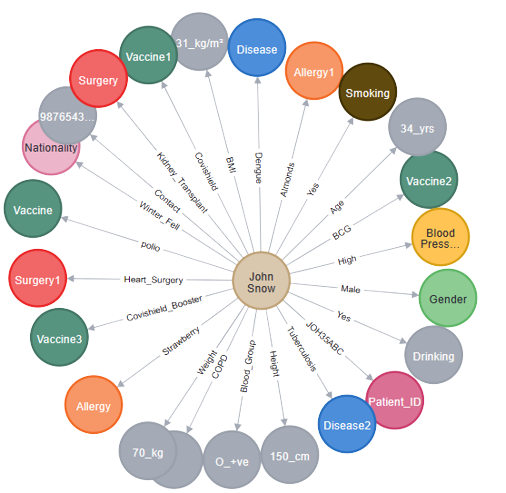 31_kg/m³
Disease
Vaccine1
Allergy1
Surgery
Smoking
9876543...
34_yrs
Nationality
Kidney_Transplant
Covishield
BMI
Dengue
Almonds
Yes
Contact
Age
Vaccine2
Winter_Fell
BCG
Vaccine
polio
High
Blood
Press...
John
Snow
Surgery1
Heart_Surgery
Male
Gender
Covishield_Booster
Yes
Vaccine3
Strawberry
JOH35ABC
Drinking
Weight
COPD
Blood_Group
Height
Tuberculosis
Allergy
Patient_ID
Disease2
70_kg
O_+ve
150_cm